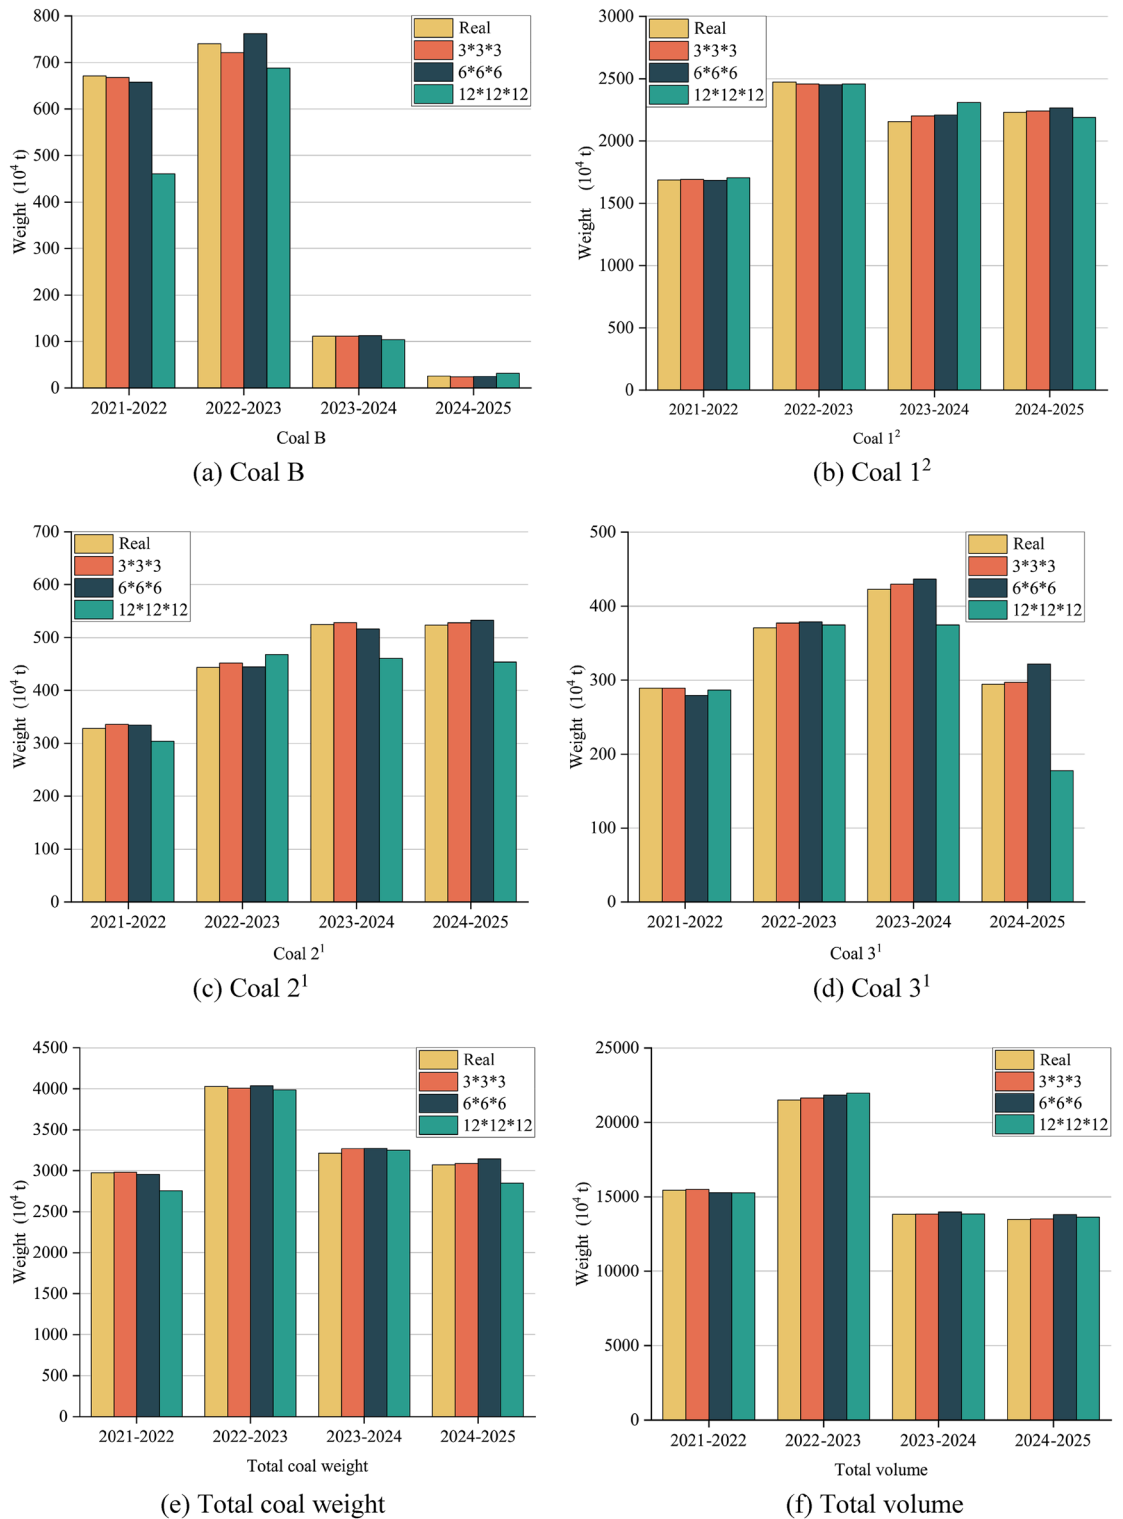 800
700
600
500
400
300
200
100
0
Weight (10⁴ t)
Real
3*3*3
6*6*6
12*12*12
2021-2022 2022-2023 2023-2024 2024-2025
Coal B
(a) Coal B
3000
2500
2000
1500
1000
500
0
Weight (10⁴ t)
Real
3*3*3
6*6*6
12*12*12
2021-2022 2022-2023 2023-2024 2024-2025
Coal 1²
(b) Coal 1²
700
600
500
400
300
200
100
0
Weight (10⁴ t)
Real
3*3*3
6*6*6
12*12*12
2021-2022 2022-2023 2023-2024 2024-2025
Coal 2¹
(c) Coal 2¹
500
400
300
200
100
0
Weight (10⁴ t)
Real
3*3*3
6*6*6
12*12*12
2021-2022 2022-2023 2023-2024 2024-2025
Coal 3¹
(d) Coal 3¹
4500
4000
3500
3000
2500
2000
1500
1000
500
0
Weight (10⁴ t)
Real
3*3*3
6*6*6
12*12*12
2021-2022 2022-2023 2023-2024 2024-2025
Total coal weight
(e) Total coal weight
25000
20000
15000
10000
5000
0
Weight (10⁴ t)
Real
3*3*3
6*6*6
12*12*12
2021-2022 2022-2023 2023-2024 2024-2025
Total volume
(f) Total volume